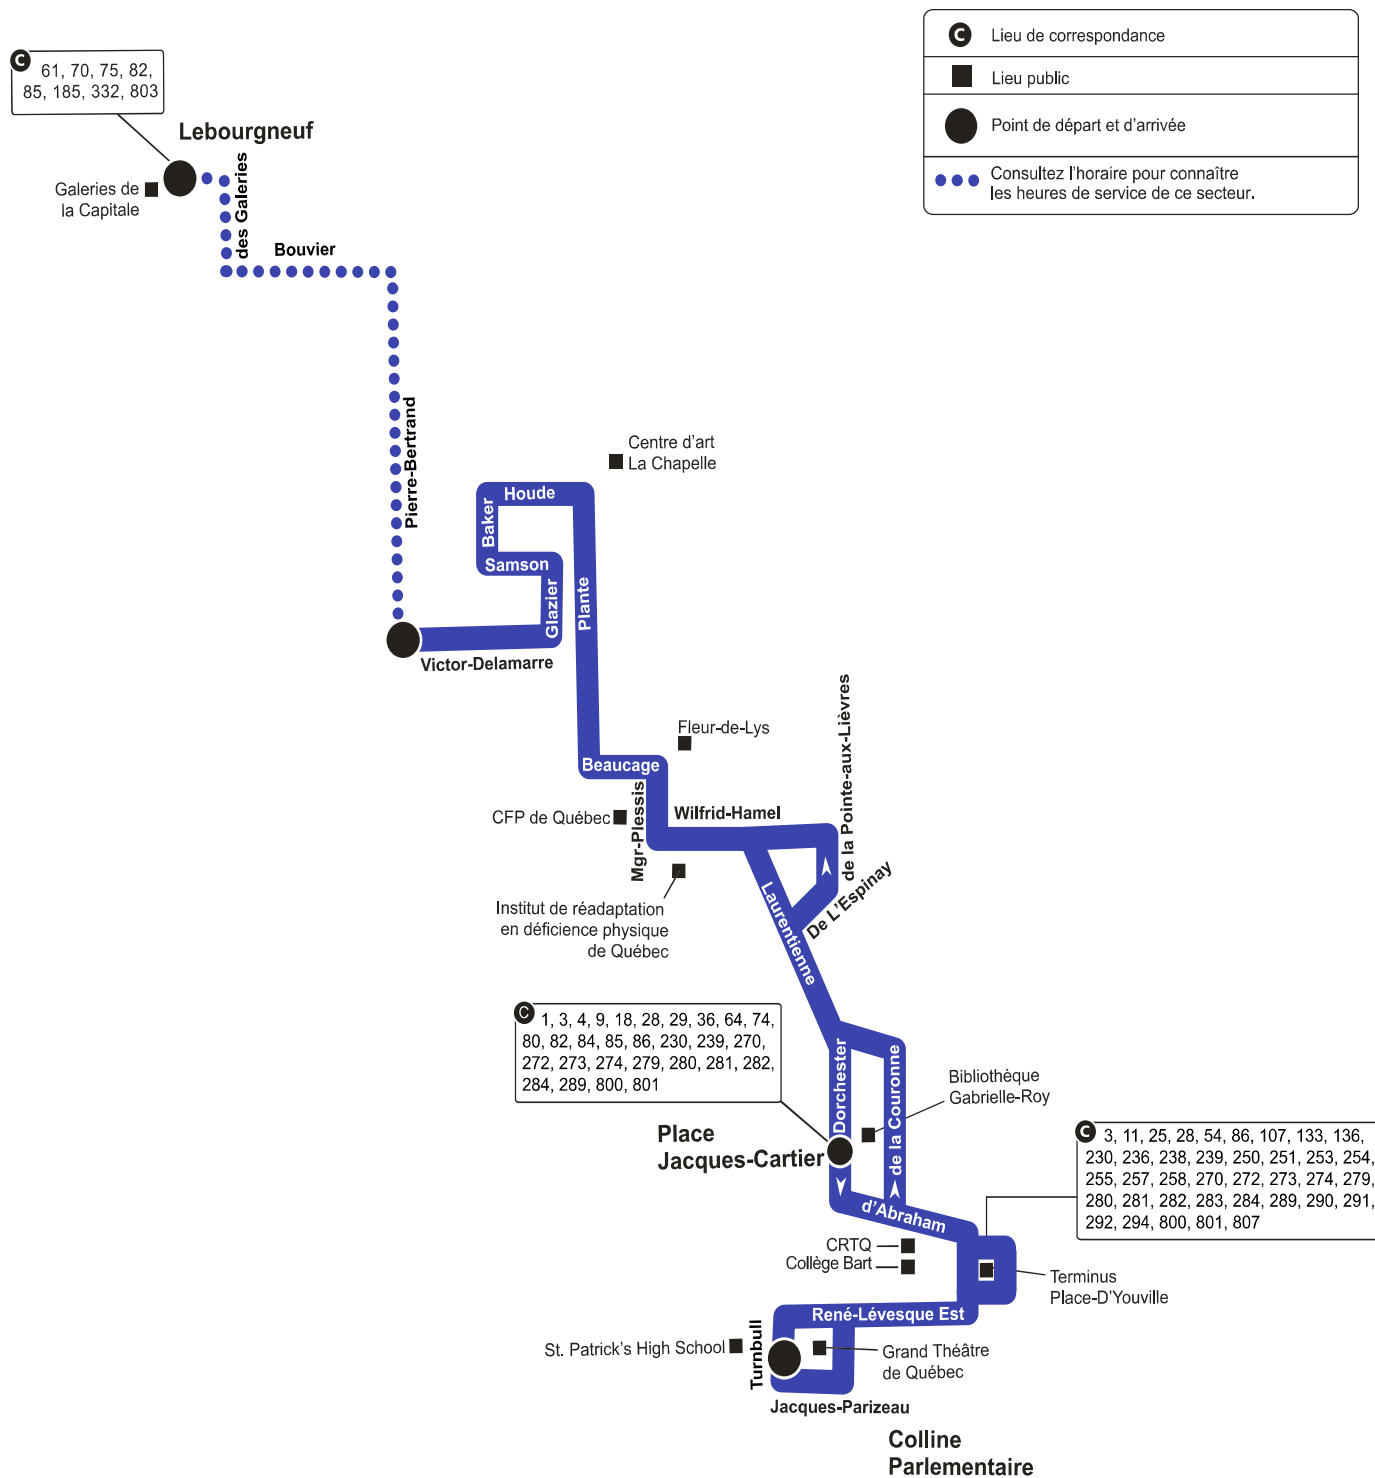 C Lieu de correspondance
Lieu public
Point de départ et d'arrivée
Consultez l'horaire pour connaître
les heures de service de ce secteur.
C 61, 70, 75, 82,
85, 185, 332, 803
Lebourgneuf
Galeries de
la Capitale
des Galeries
Bouvier
Pierre-Bertrand
Centre d'art
La Chapelle
Houde
Baker
Samson
Glazier
Plante
Victor-Delamarre
Fleur-de-Lys
Beaucage
CFP de Québec
Mgr-Plessis
Wilfrid-Hamel
de la Pointe-aux-Lièvres
De L'Espinay
Laurentienne
Institut de réadaptation
en déficience physique
de Québec
C 1, 3, 4, 9, 18, 28, 29, 36, 64, 74,
80, 82, 84, 85, 86, 230, 239, 270,
272, 273, 274, 279, 280, 281, 282,
284, 289, 800, 801
Dorchester
de la Couronne
Bibliothèque
Gabrielle-Roy
Place
Jacques-Cartier
C 3, 11, 25, 28, 54, 86, 107, 133, 136,
230, 236, 238, 239, 250, 251, 253, 254,
255, 257, 258, 270, 272, 273, 274, 279,
280, 281, 282, 283, 284, 289, 290, 291,
292, 294, 800, 801, 807
d'Abraham
CRTQ
Collège Bart
Terminus
Place-D'Youville
René-Lévesque Est
Turnbull
St. Patrick's High School
Grand Théâtre
de Québec
Jacques-Parizeau
Colline
Parlementaire